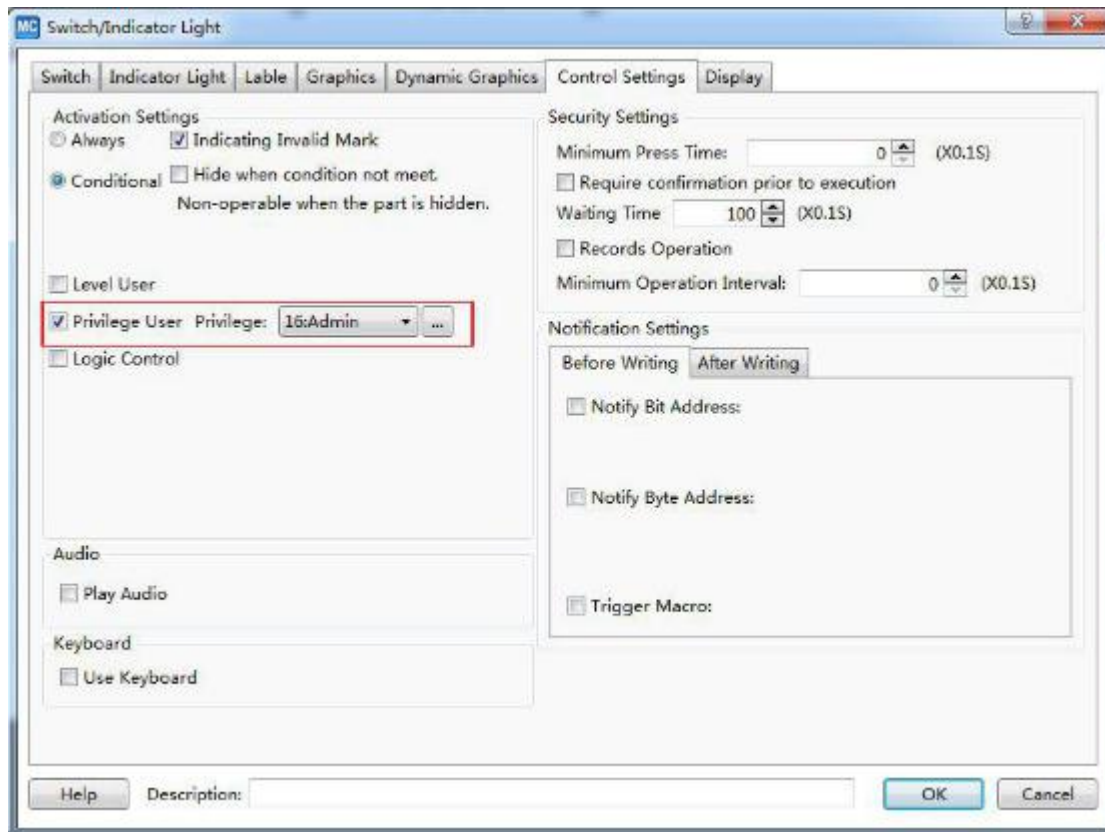 MC Switch/Indicator Light
Switch Indicator Light Lable Graphics Dynamic Graphics Control Settings Display
Activation Settings
Always Indicating Invalid Mark
Conditional Hide when condition not meet.
Non-operable when the part is hidden.
Level User
Privilege User Privilege: 16:Admin ...
Logic Control
Audio
Play Audio
Keyboard
Use Keyboard
Security Settings
Minimum Press Time: 0 (X0.1S)
Require confirmation prior to execution
Waiting Time 100 (X0.1S)
Records Operation
Minimum Operation Interval: 0 (X0.1S)
Notification Settings
Before Writing After Writing
Notify Bit Address:
Notify Byte Address:
Trigger Macro:
Help Description: OK Cancel